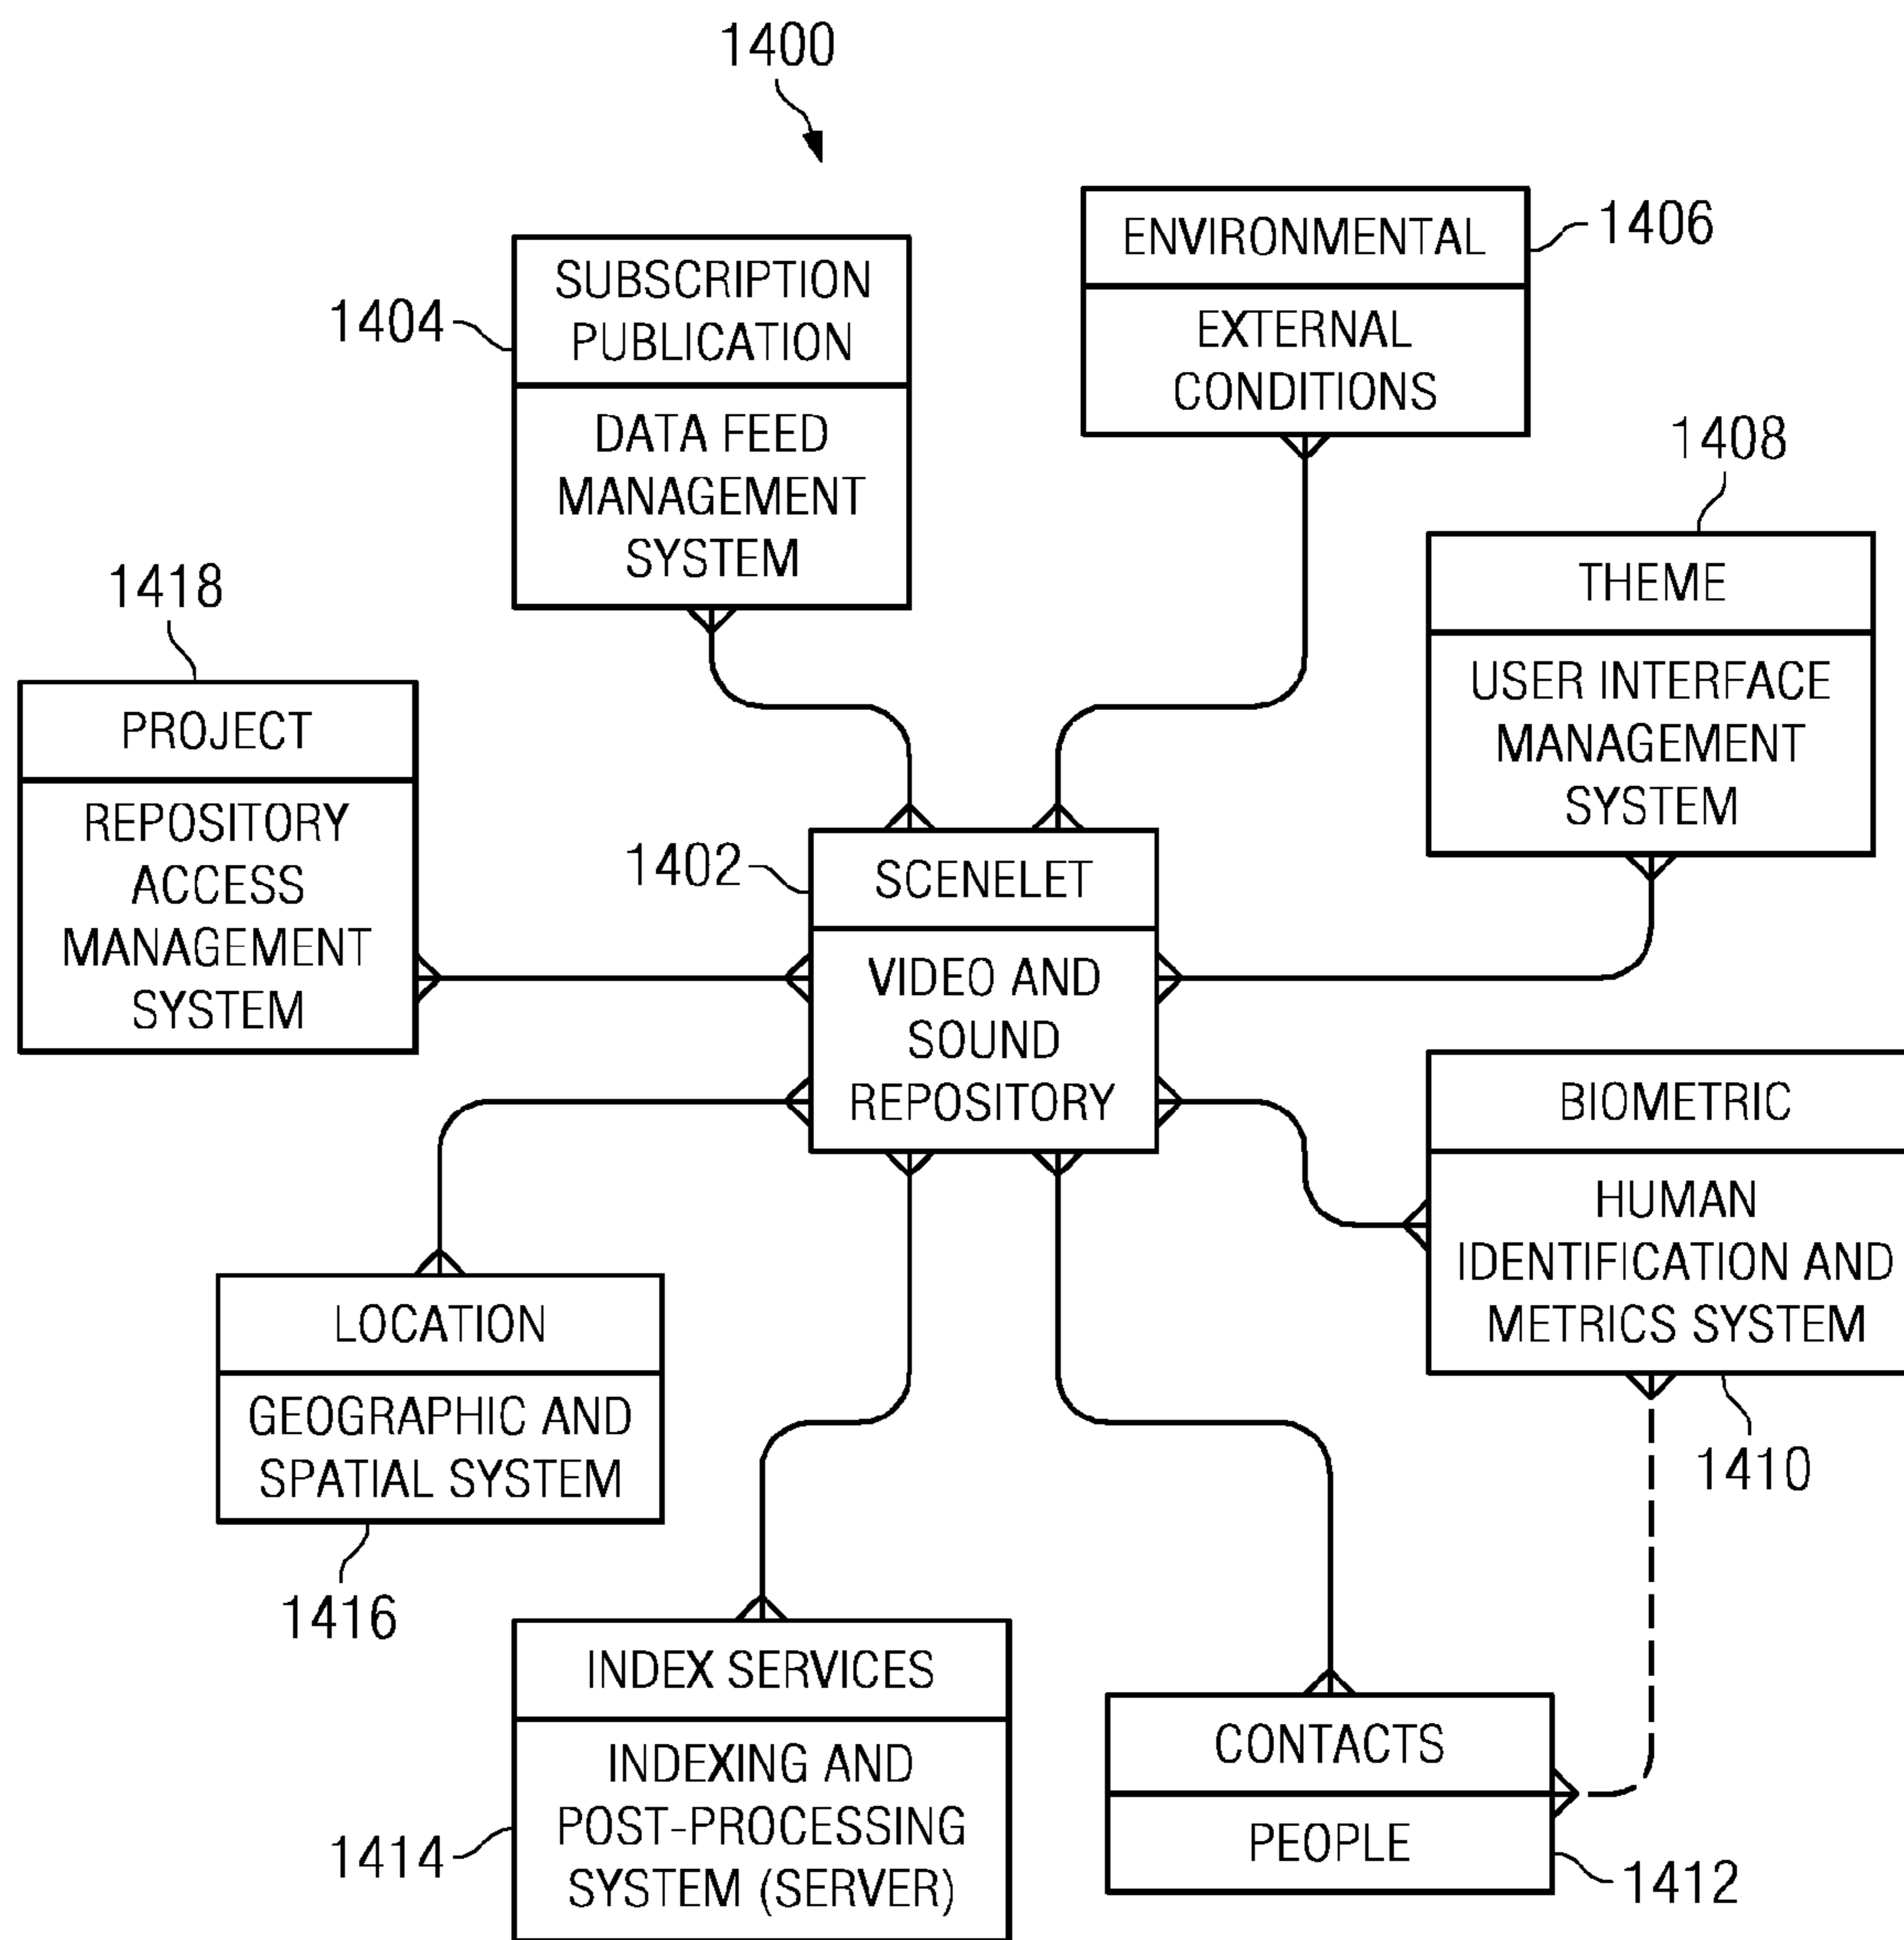 1400
1404
SUBSCRIPTION
PUBLICATION
DATA FEED
MANAGEMENT
SYSTEM
ENVIRONMENTAL
EXTERNAL
CONDITIONS
1406
1408
THEME
USER INTERFACE
MANAGEMENT
SYSTEM
1418
PROJECT
REPOSITORY
ACCESS
MANAGEMENT
SYSTEM
1402
SCENELET
VIDEO AND
SOUND
REPOSITORY
BIOMETRIC
HUMAN
IDENTIFICATION AND
METRICS SYSTEM
1410
LOCATION
GEOGRAPHIC AND
SPATIAL SYSTEM
1416
INDEX SERVICES
INDEXING AND
POST-PROCESSING
SYSTEM (SERVER)
1414
CONTACTS
PEOPLE
1412